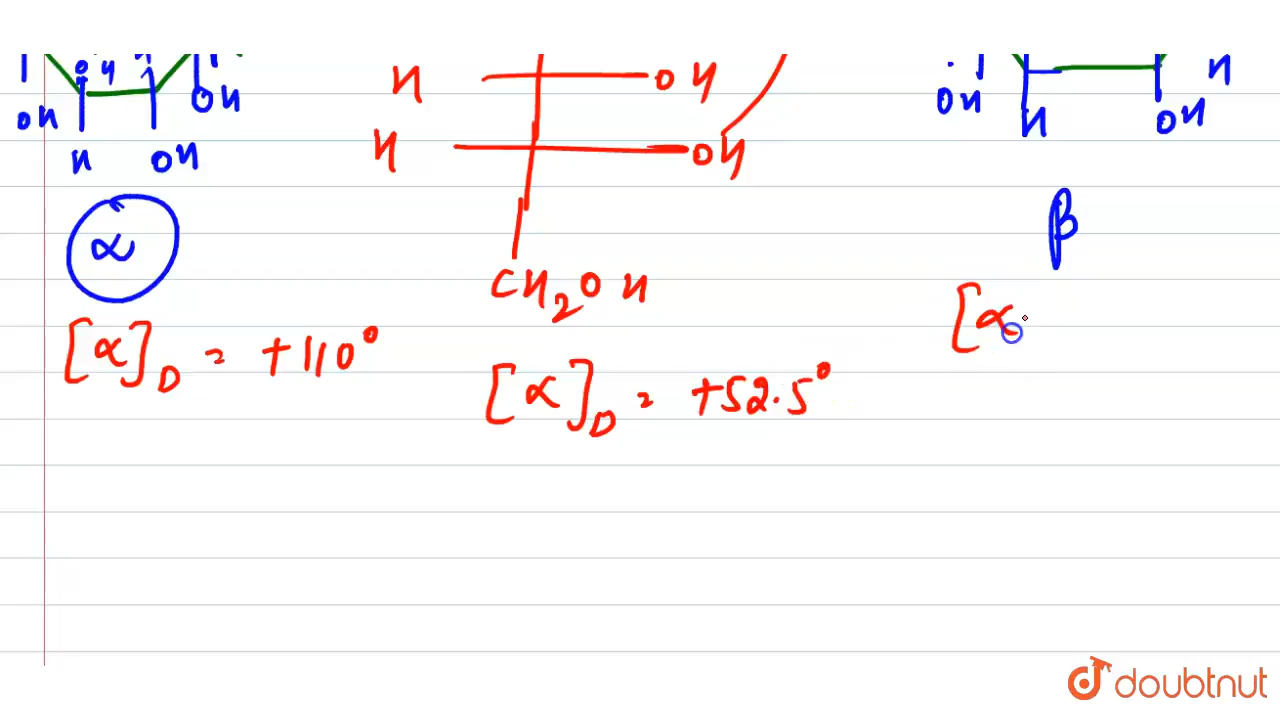 OH H OH
H OH
H OH
OH H OH H
H OH
α
β
CH2OH
[α]D = +110°
[α]D = +52.5°
[α
doubtnut